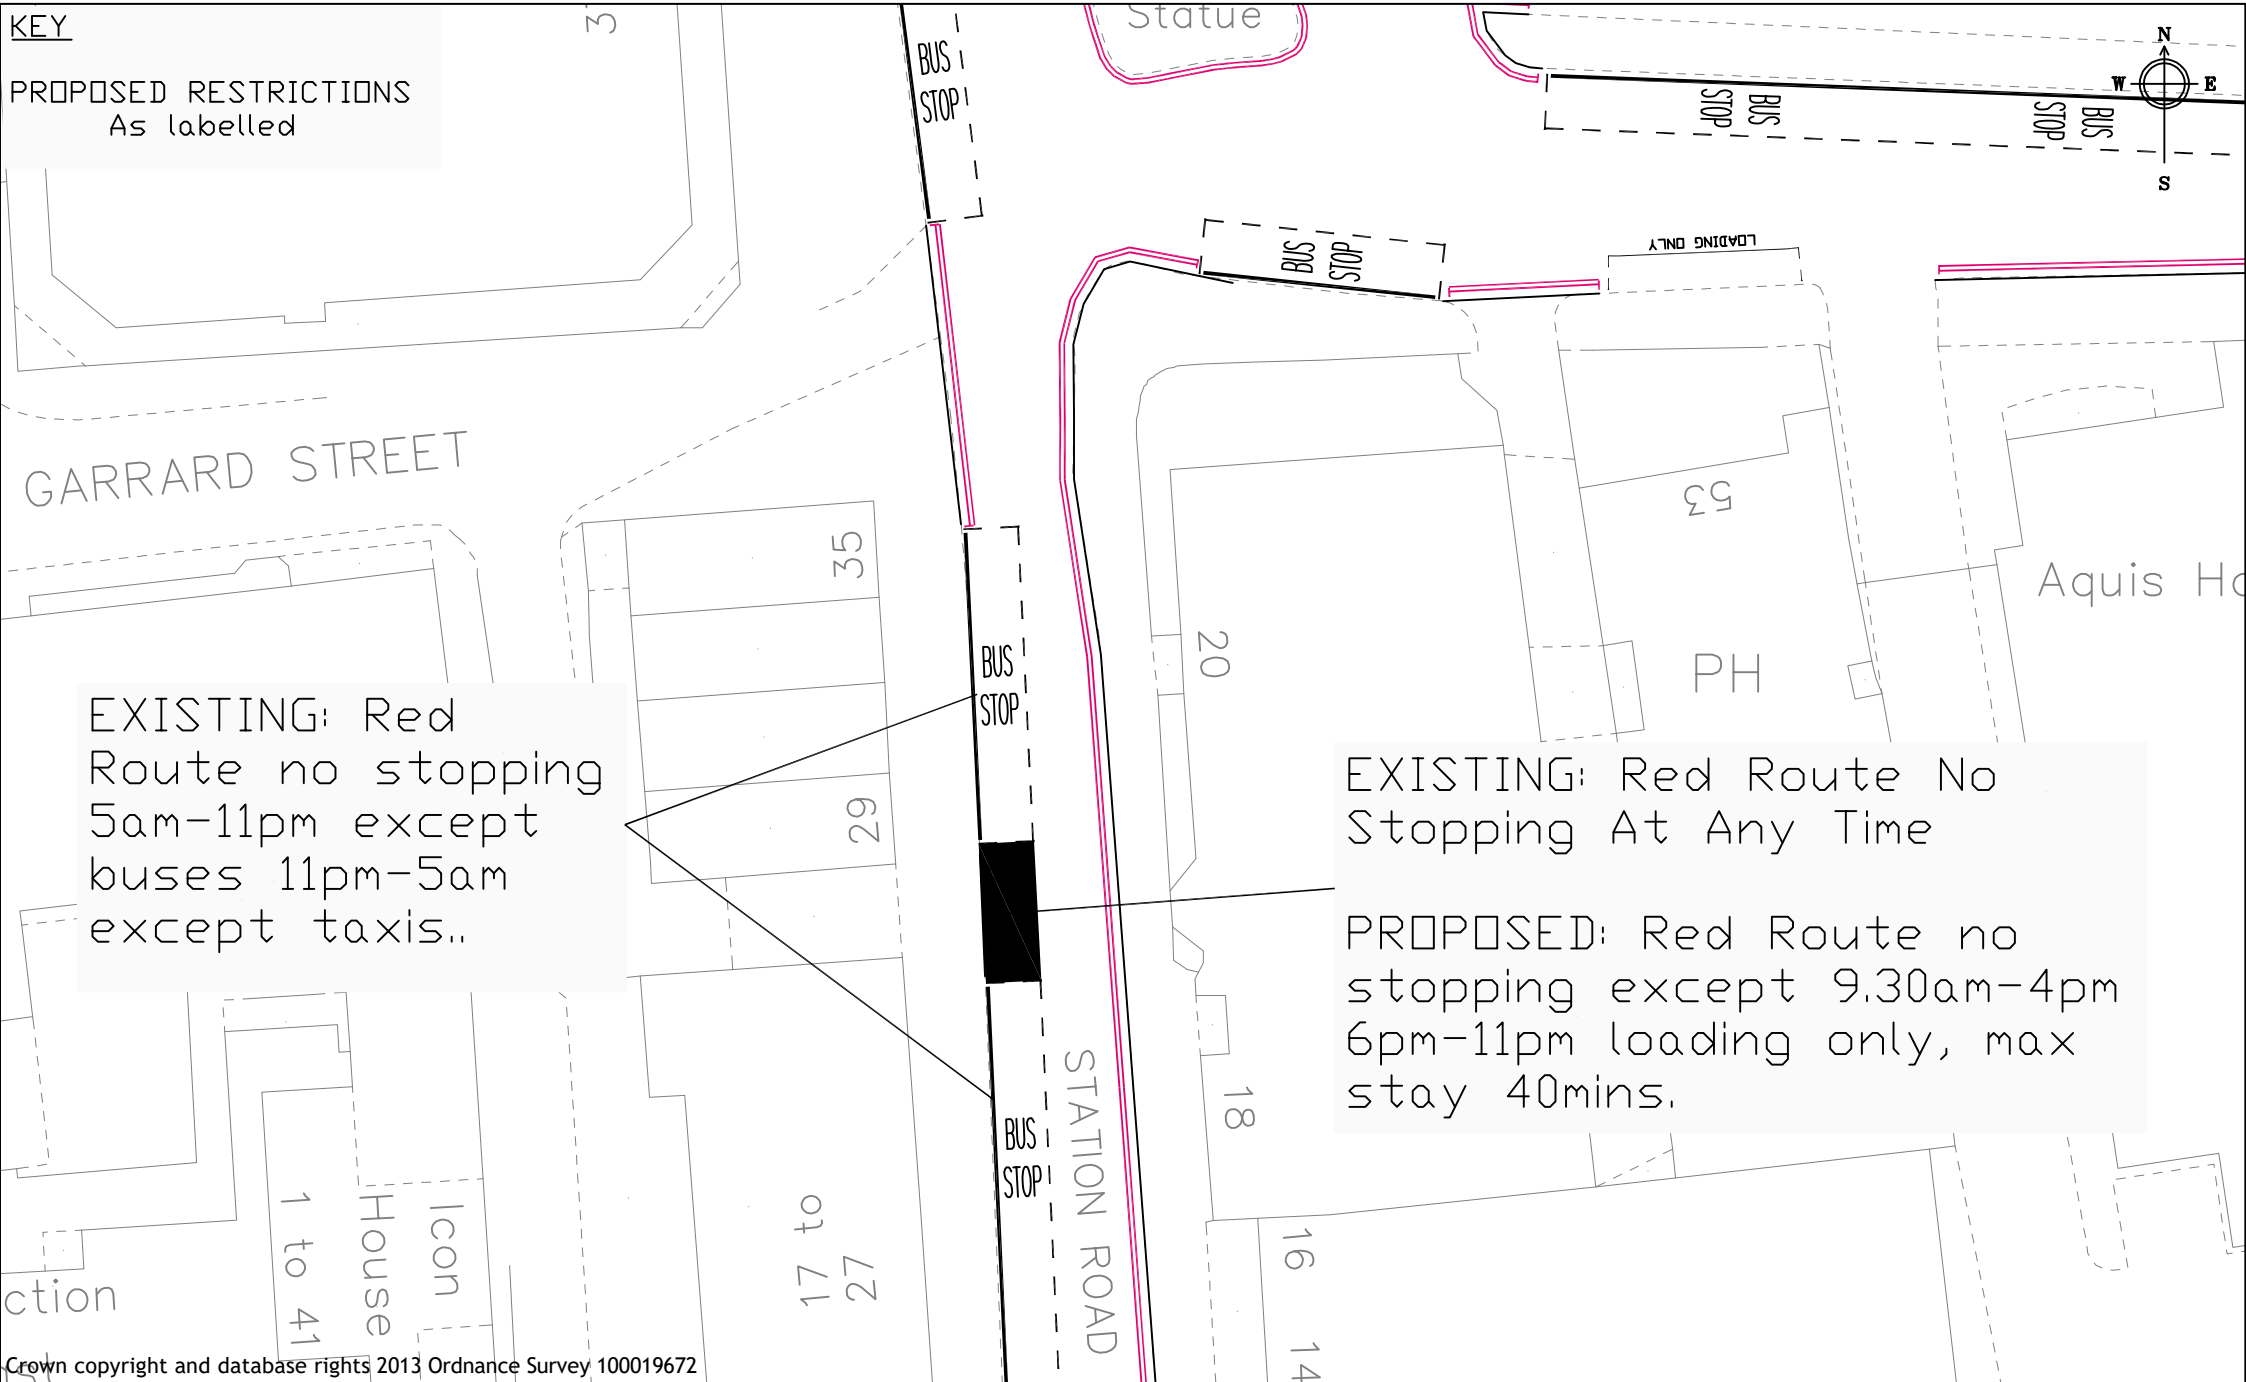 KEY
PROPOSED RESTRICTIONS
As labelled
3
BUS
STOP
Statue
BUS
STOP
BUS
STOP
N
W E
S
BUS
STOP
LOADING ONLY
GARRARD STREET
35
29
BUS
STOP
20
53
PH
Aquis Ho
EXISTING: Red
Route no stopping
5am-11pm except
buses 11pm-5am
except taxis..
EXISTING: Red Route No
Stopping At Any Time
PROPOSED: Red Route no
stopping except 9.30am-4pm
6pm-11pm loading only, max
stay 40mins.
BUS
STOP
STATION ROAD
18
16
14
17 to
27
Icon
House
1 to 41
ction
Crown copyright and database rights 2013 Ordnance Survey 100019672